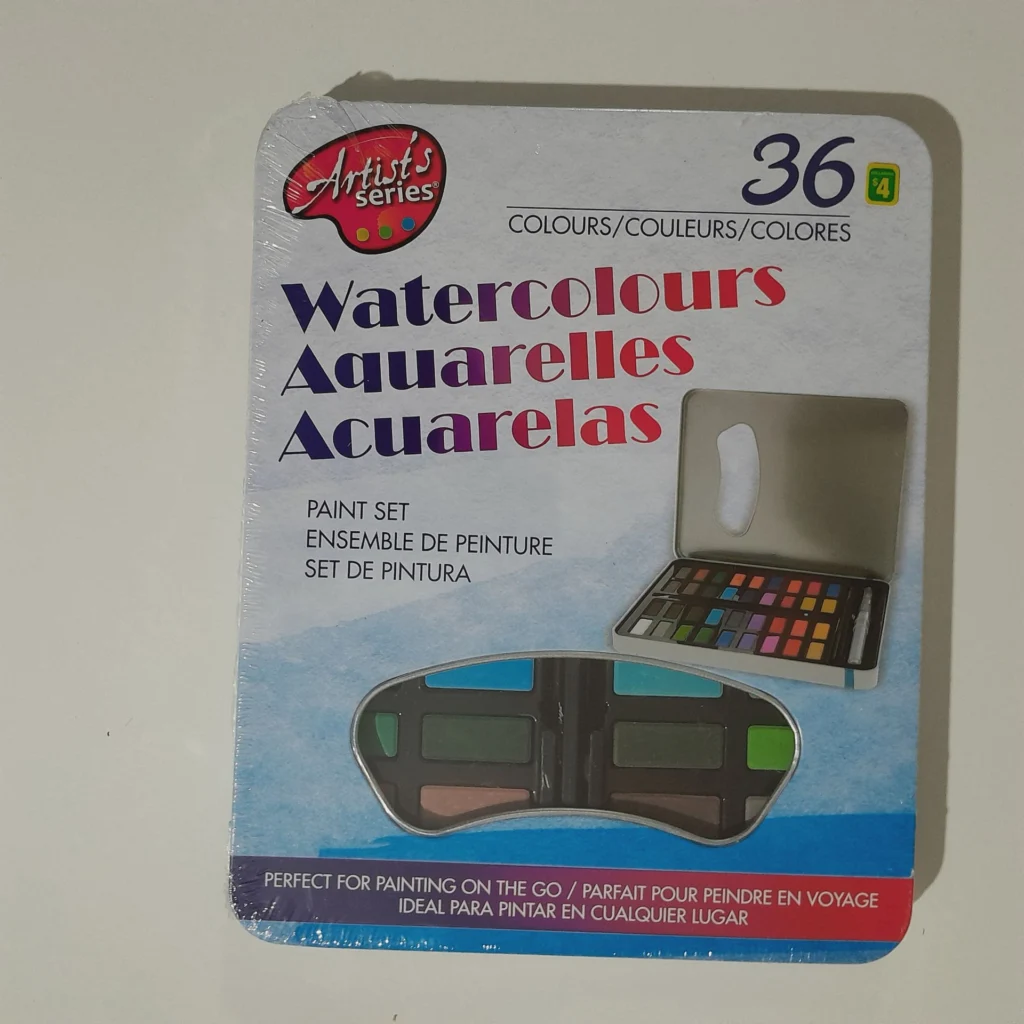 Artist's
series®
36
$4
COLOURS/COULEURS/COLORES
Watercolours
Aquarelles
Acuarelas
PAINT SET
ENSEMBLE DE PEINTURE
SET DE PINTURA
PERFECT FOR PAINTING ON THE GO / PARFAIT POUR PEINDRE EN VOYAGE
IDEAL PARA PINTAR EN CUALQUIER LUGAR